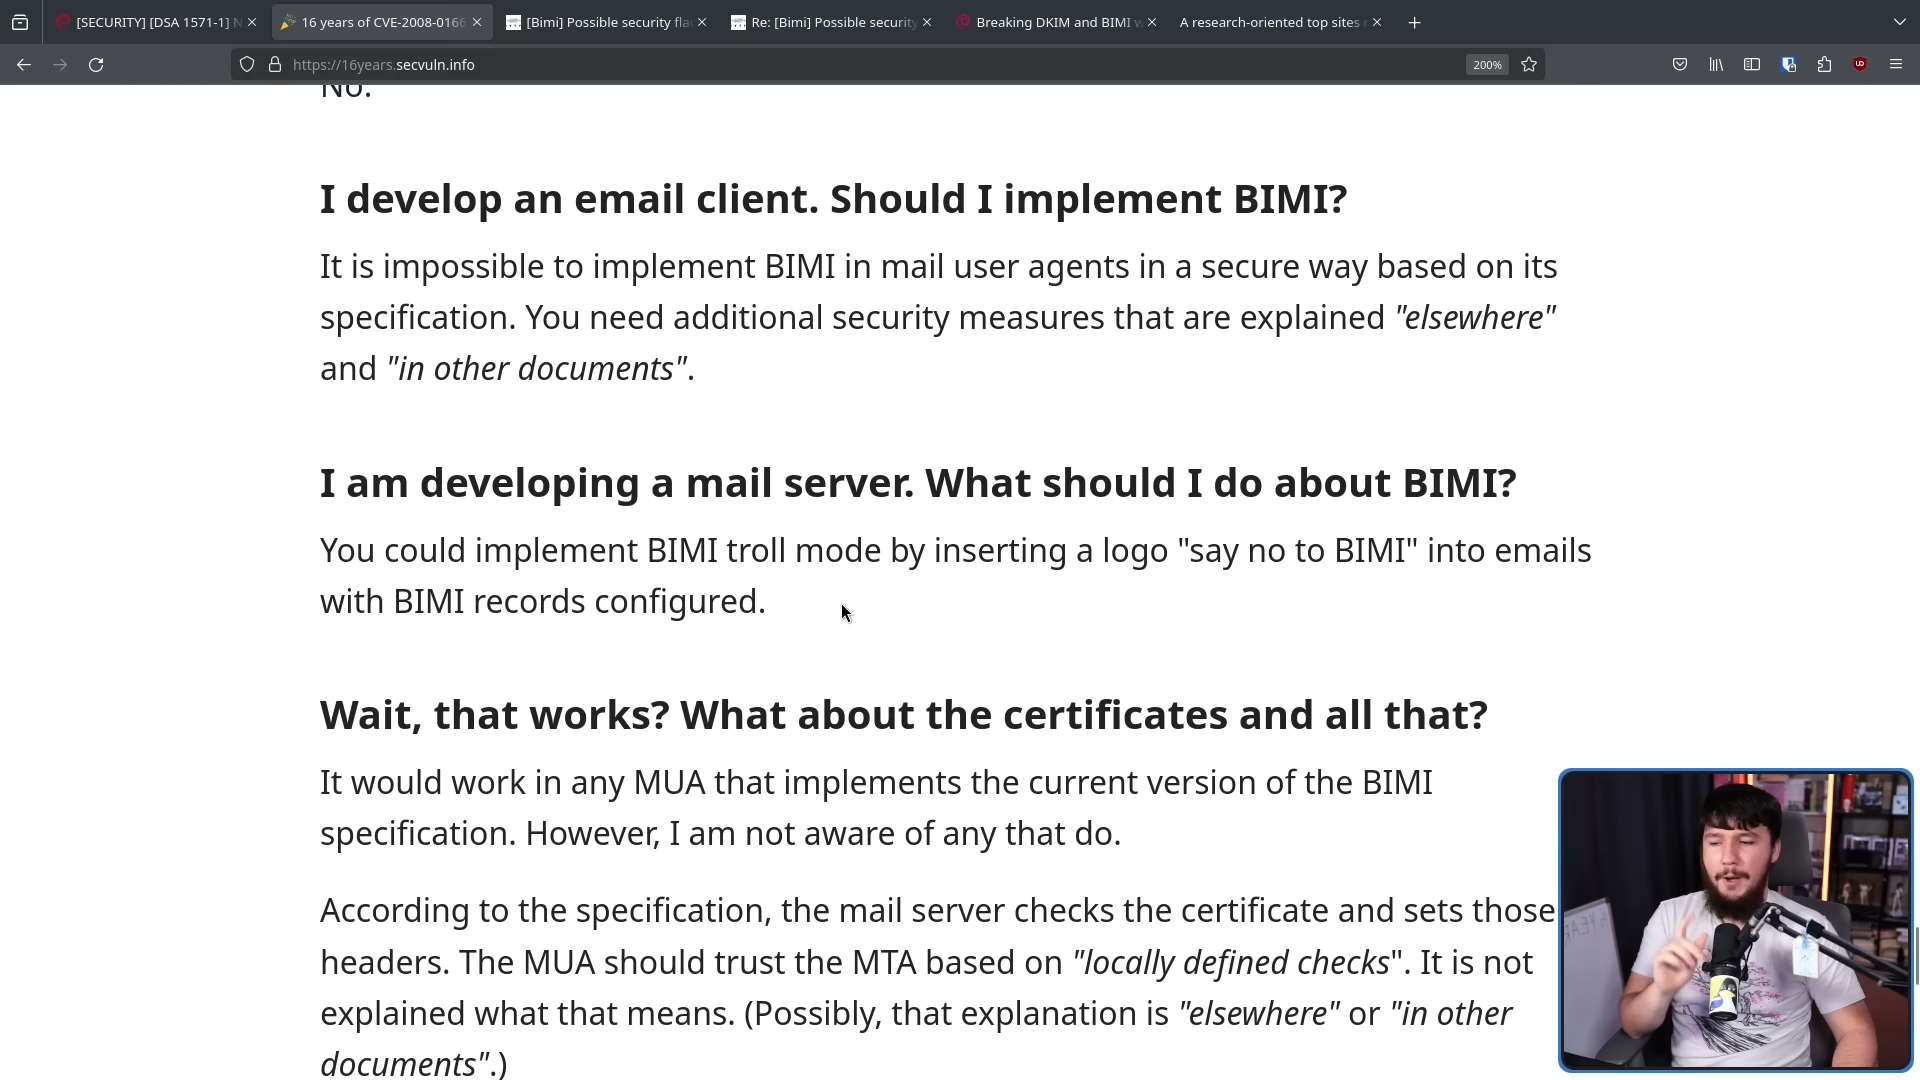 [SECURITY] [DSA 1571-1] N
16 years of CVE-2008-0166
[Bimi] Possible security fla
Re: [Bimi] Possible security
Breaking DKIM and BIMI w
A research-oriented top sites
https://16years.secvuln.info
200%
No.
I develop an email client. Should I implement BIMI?
It is impossible to implement BIMI in mail user agents in a secure way based on its
specification. You need additional security measures that are explained "elsewhere"
and "in other documents".
I am developing a mail server. What should I do about BIMI?
You could implement BIMI troll mode by inserting a logo "say no to BIMI" into emails
with BIMI records configured.
Wait, that works? What about the certificates and all that?
It would work in any MUA that implements the current version of the BIMI
specification. However, I am not aware of any that do.
According to the specification, the mail server checks the certificate and sets those
headers. The MUA should trust the MTA based on "locally defined checks". It is not
explained what that means. (Possibly, that explanation is "elsewhere" or "in other
documents".)